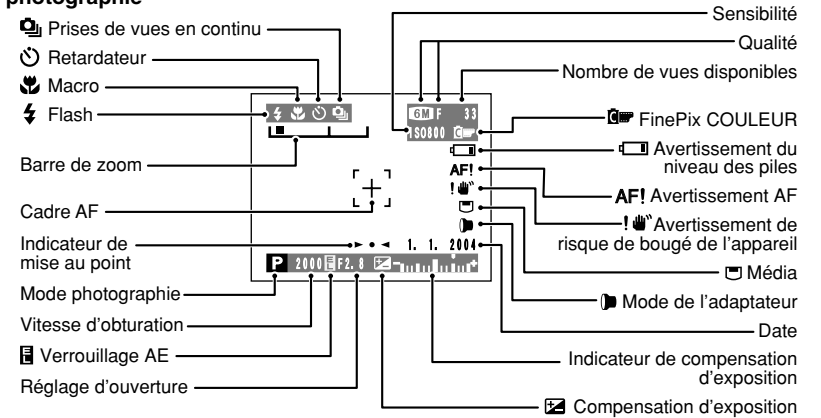 photographie
Prises de vues en continu
Retardateur
Macro
Flash
Barre de zoom
Cadre AF
Indicateur de
mise au point
Mode photographie
Vitesse d'obturation
Verrouillage AE
Réglage d'ouverture
6M F 33
ISO800
AF!
!
1. 1. 2004
P 2000 F2.8
Sensibilité
Qualité
Nombre de vues disponibles
FinePix COULEUR
Avertissement du
niveau des piles
AF! Avertissement AF
! Avertissement de
risque de bougé de l'appareil
Média
Mode de l'adaptateur
Date
Indicateur de compensation
d'exposition
Compensation d'exposition